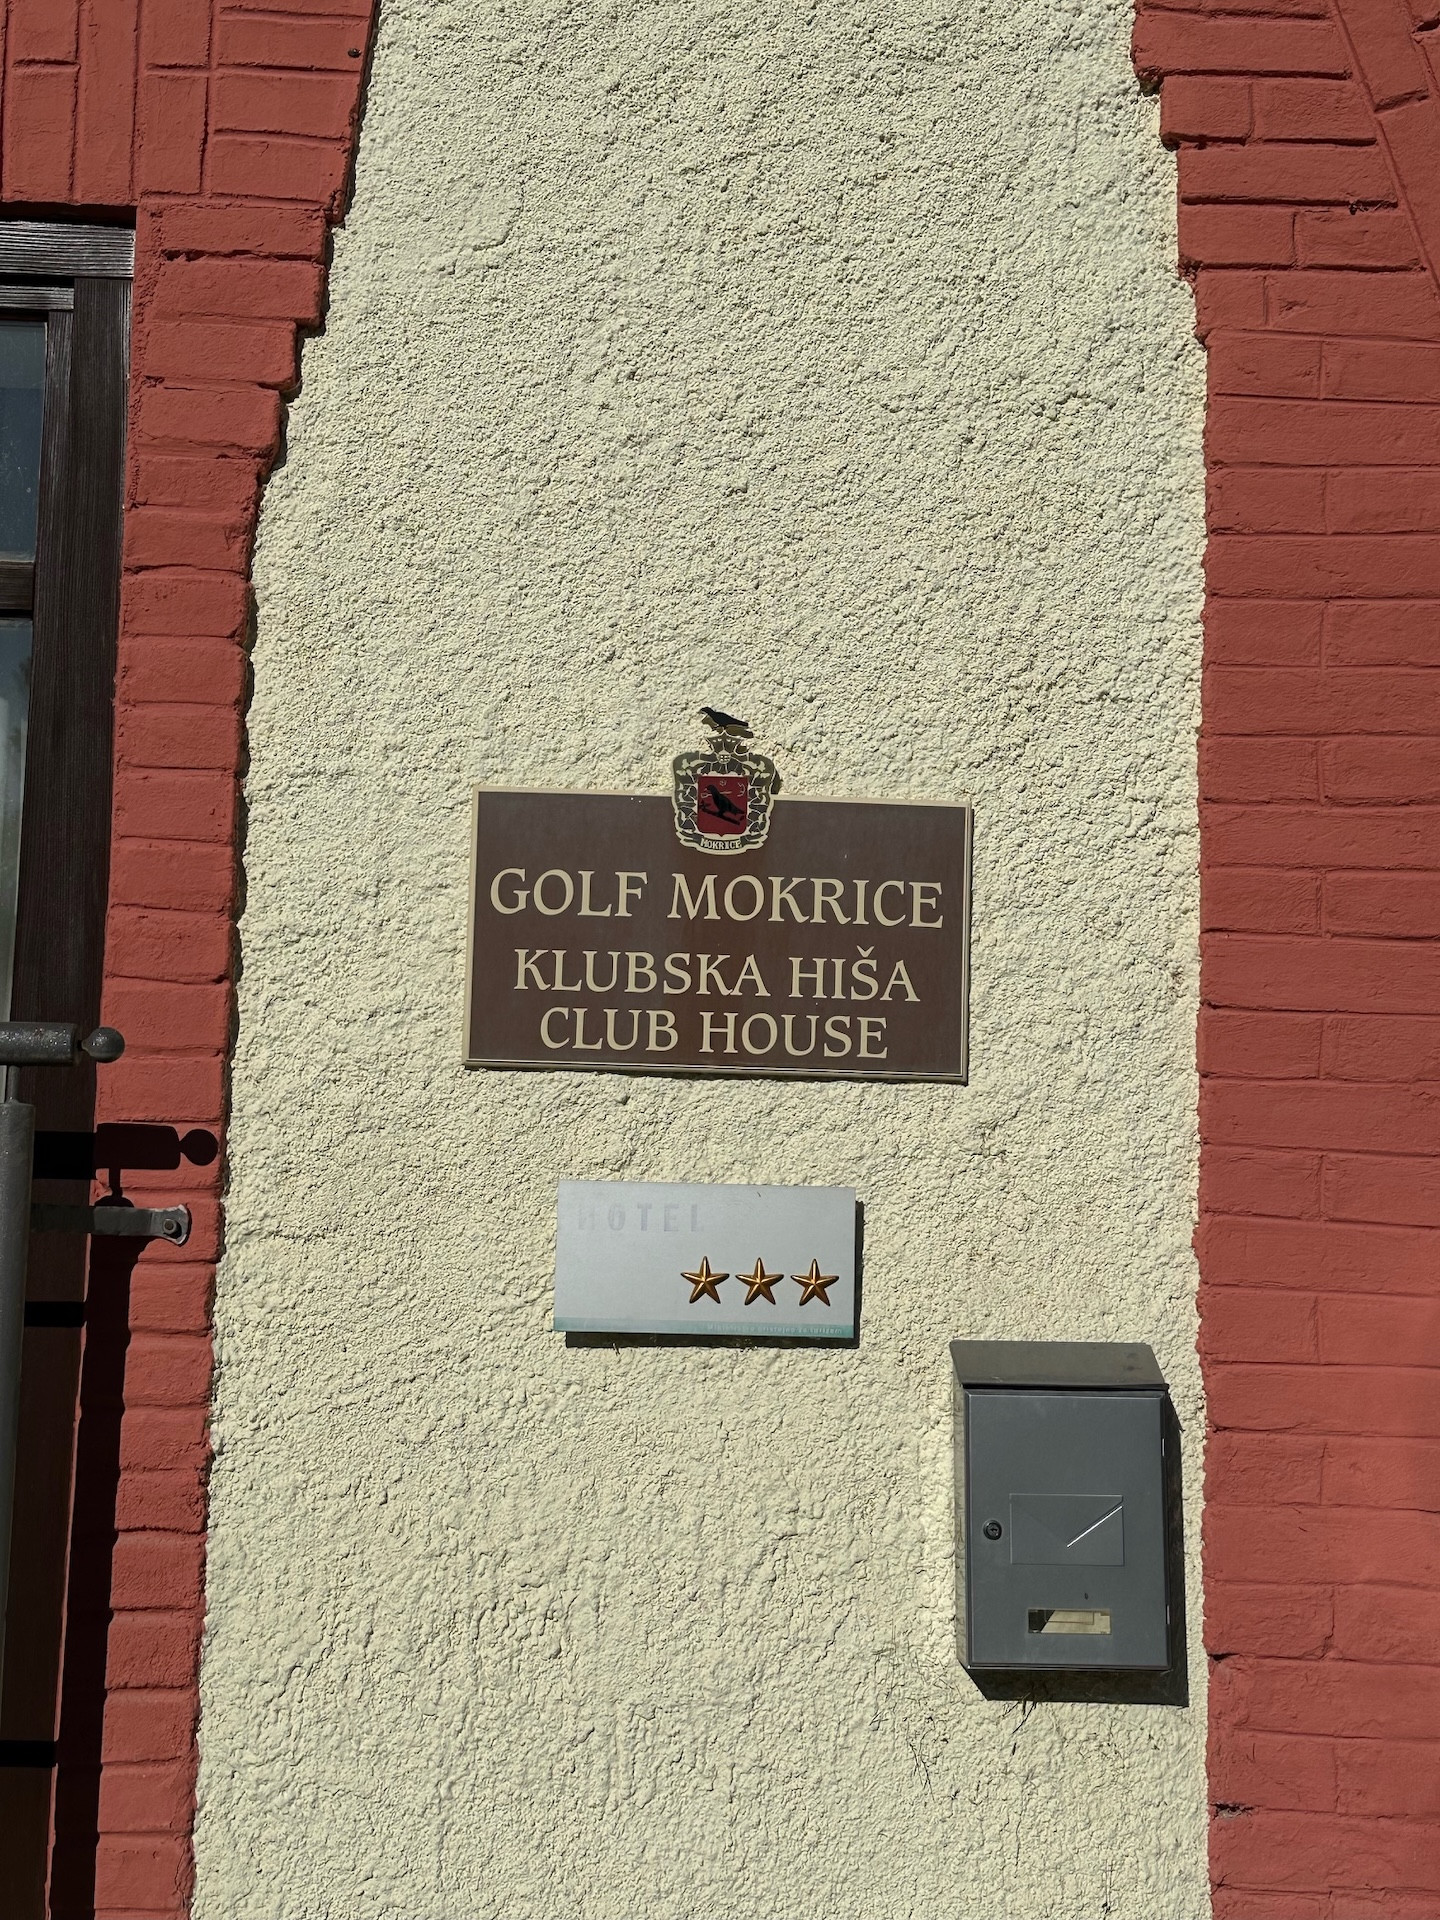 MOKRICE
GOLF MOKRICE
KLUBSKA HIŠA
CLUB HOUSE
HOTEL